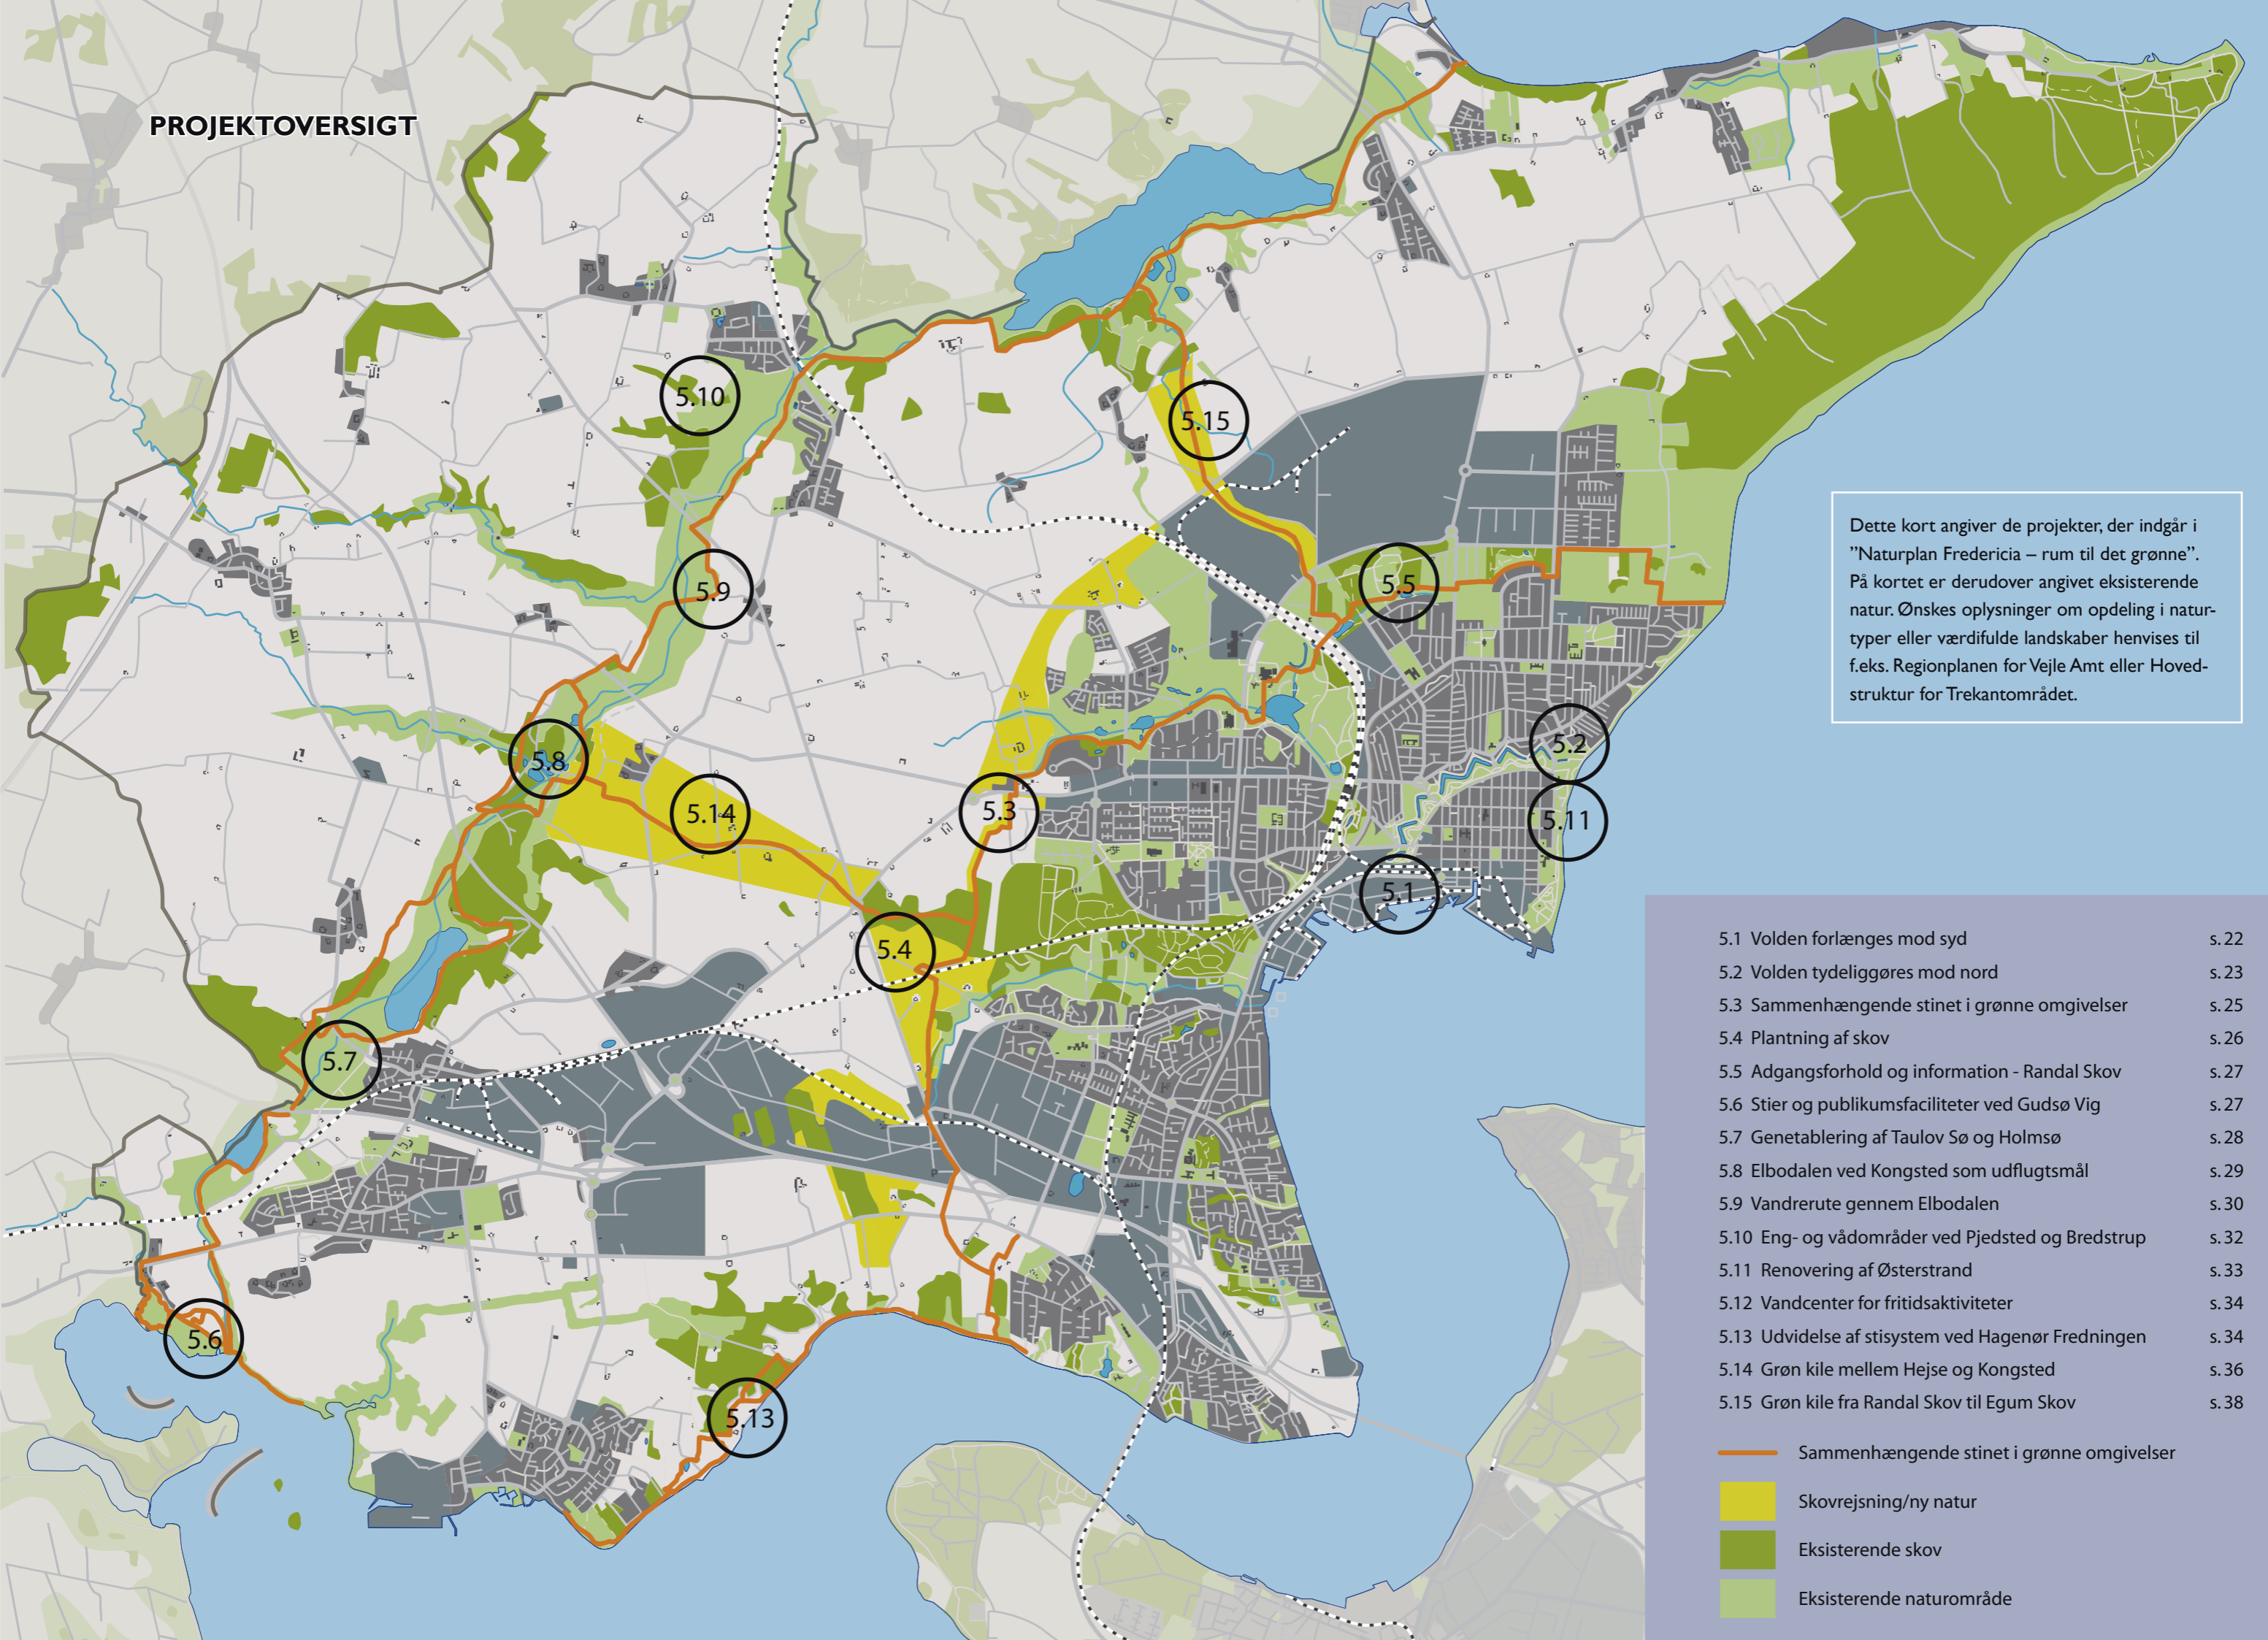 PROJEKTOVERSIGT
5.10
5.15
5.9
5.5
5.8
5.2
5.14
5.3
5.11
5.1
5.4
5.7
5.6
5.13
Dette kort angiver de projekter, der indgår i
”Naturplan Fredericia – rum til det grønne”.
På kortet er derudover angivet eksisterende
natur. Ønskes oplysninger om opdeling i natur-
typer eller værdifulde landskaber henvises til
f.eks. Regionplanen for Vejle Amt eller Hoved-
struktur for Trekantområdet.
5.1 Volden forlænges mod syd s. 22
5.2 Volden tydeliggøres mod nord s. 23
5.3 Sammenhængende stinet i grønne omgivelser s. 25
5.4 Plantning af skov s. 26
5.5 Adgangsforhold og information - Randal Skov s. 27
5.6 Stier og publikumsfaciliteter ved Gudsø Vig s. 27
5.7 Genetablering af Taulov Sø og Holmsø s. 28
5.8 Elbodalen ved Kongsted som udflugtsmål s. 29
5.9 Vandrerute gennem Elbodalen s. 30
5.10 Eng- og vådområder ved Pjedsted og Bredstrup s. 32
5.11 Renovering af Østerstrand s. 33
5.12 Vandcenter for fritidsaktiviteter s. 34
5.13 Udvidelse af stisystem ved Hagenør Fredningen s. 34
5.14 Grøn kile mellem Hejse og Kongsted s. 36
5.15 Grøn kile fra Randal Skov til Egum Skov s. 38
Sammenhængende stinet i grønne omgivelser
Skovrejsning/ny natur
Eksisterende skov
Eksisterende naturområde